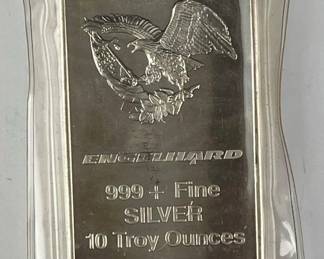 ENGELHARD
999 + Fine
SILVER
10 Troy Ounces